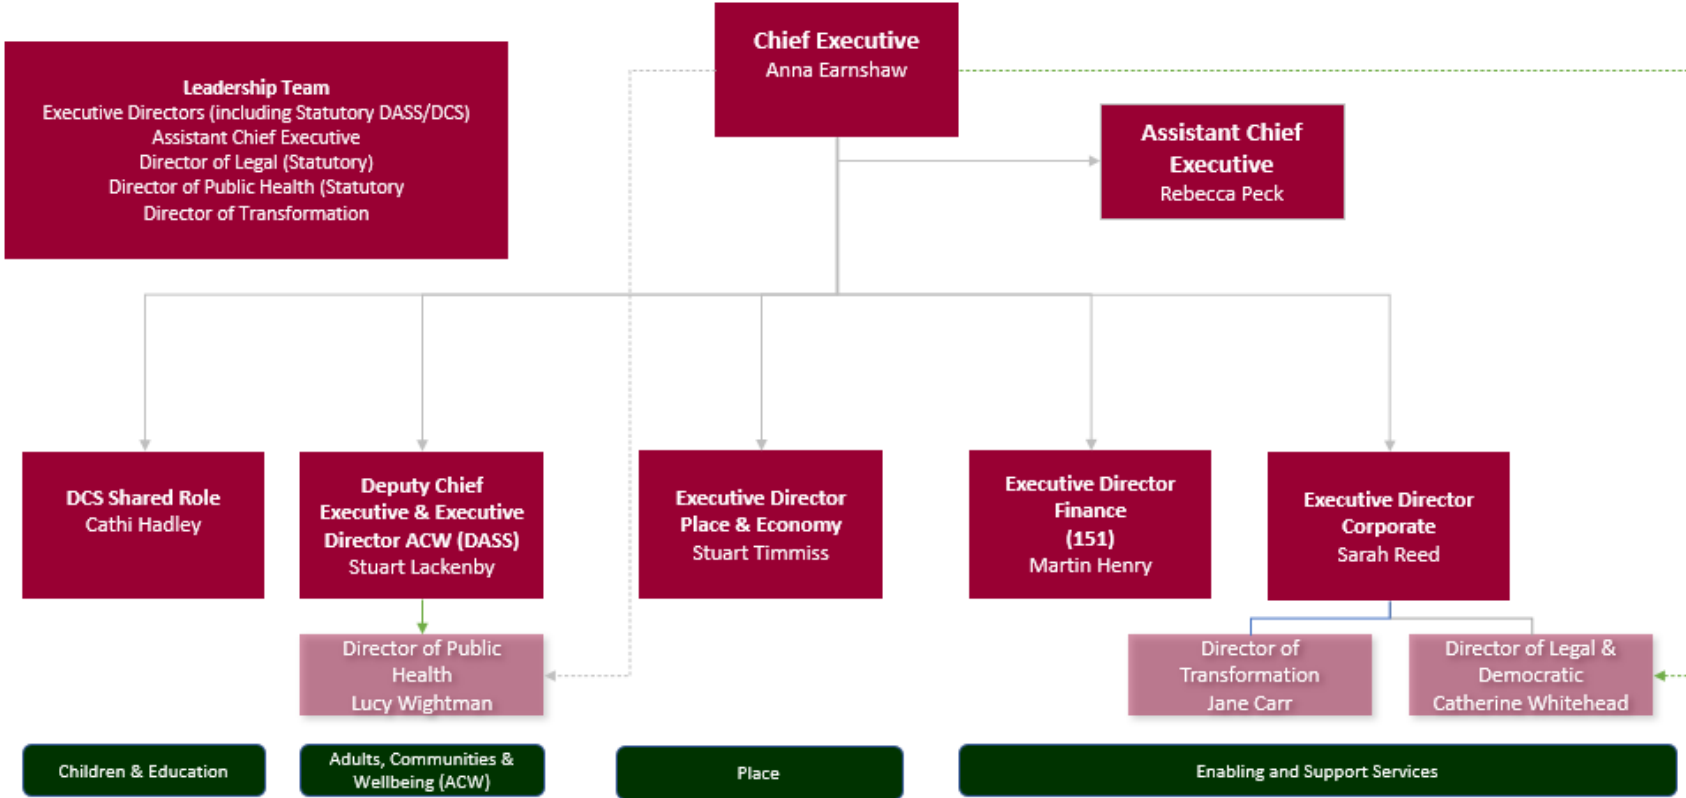 Chief Executive
Anna Earnshaw
Leadership Team
Executive Directors (including Statutory DASS/DCS)
Assistant Chief Executive
Director of Legal (Statutory)
Director of Public Health (Statutory
Director of Transformation
Assistant Chief
Executive
Rebecca Peck
DCS Shared Role
Cathi Hadley
Deputy Chief
Executive & Executive
Director ACW (DASS)
Stuart Lackenby
Executive Director
Place & Economy
Stuart Timmiss
Executive Director
Finance
(151)
Martin Henry
Executive Director
Corporate
Sarah Reed
Director of Public
Health
Lucy Wightman
Director of
Transformation
Jane Carr
Director of Legal &
Democratic
Catherine Whitehead
Children & Education
Adults, Communities &
Wellbeing (ACW)
Place
Enabling and Support Services